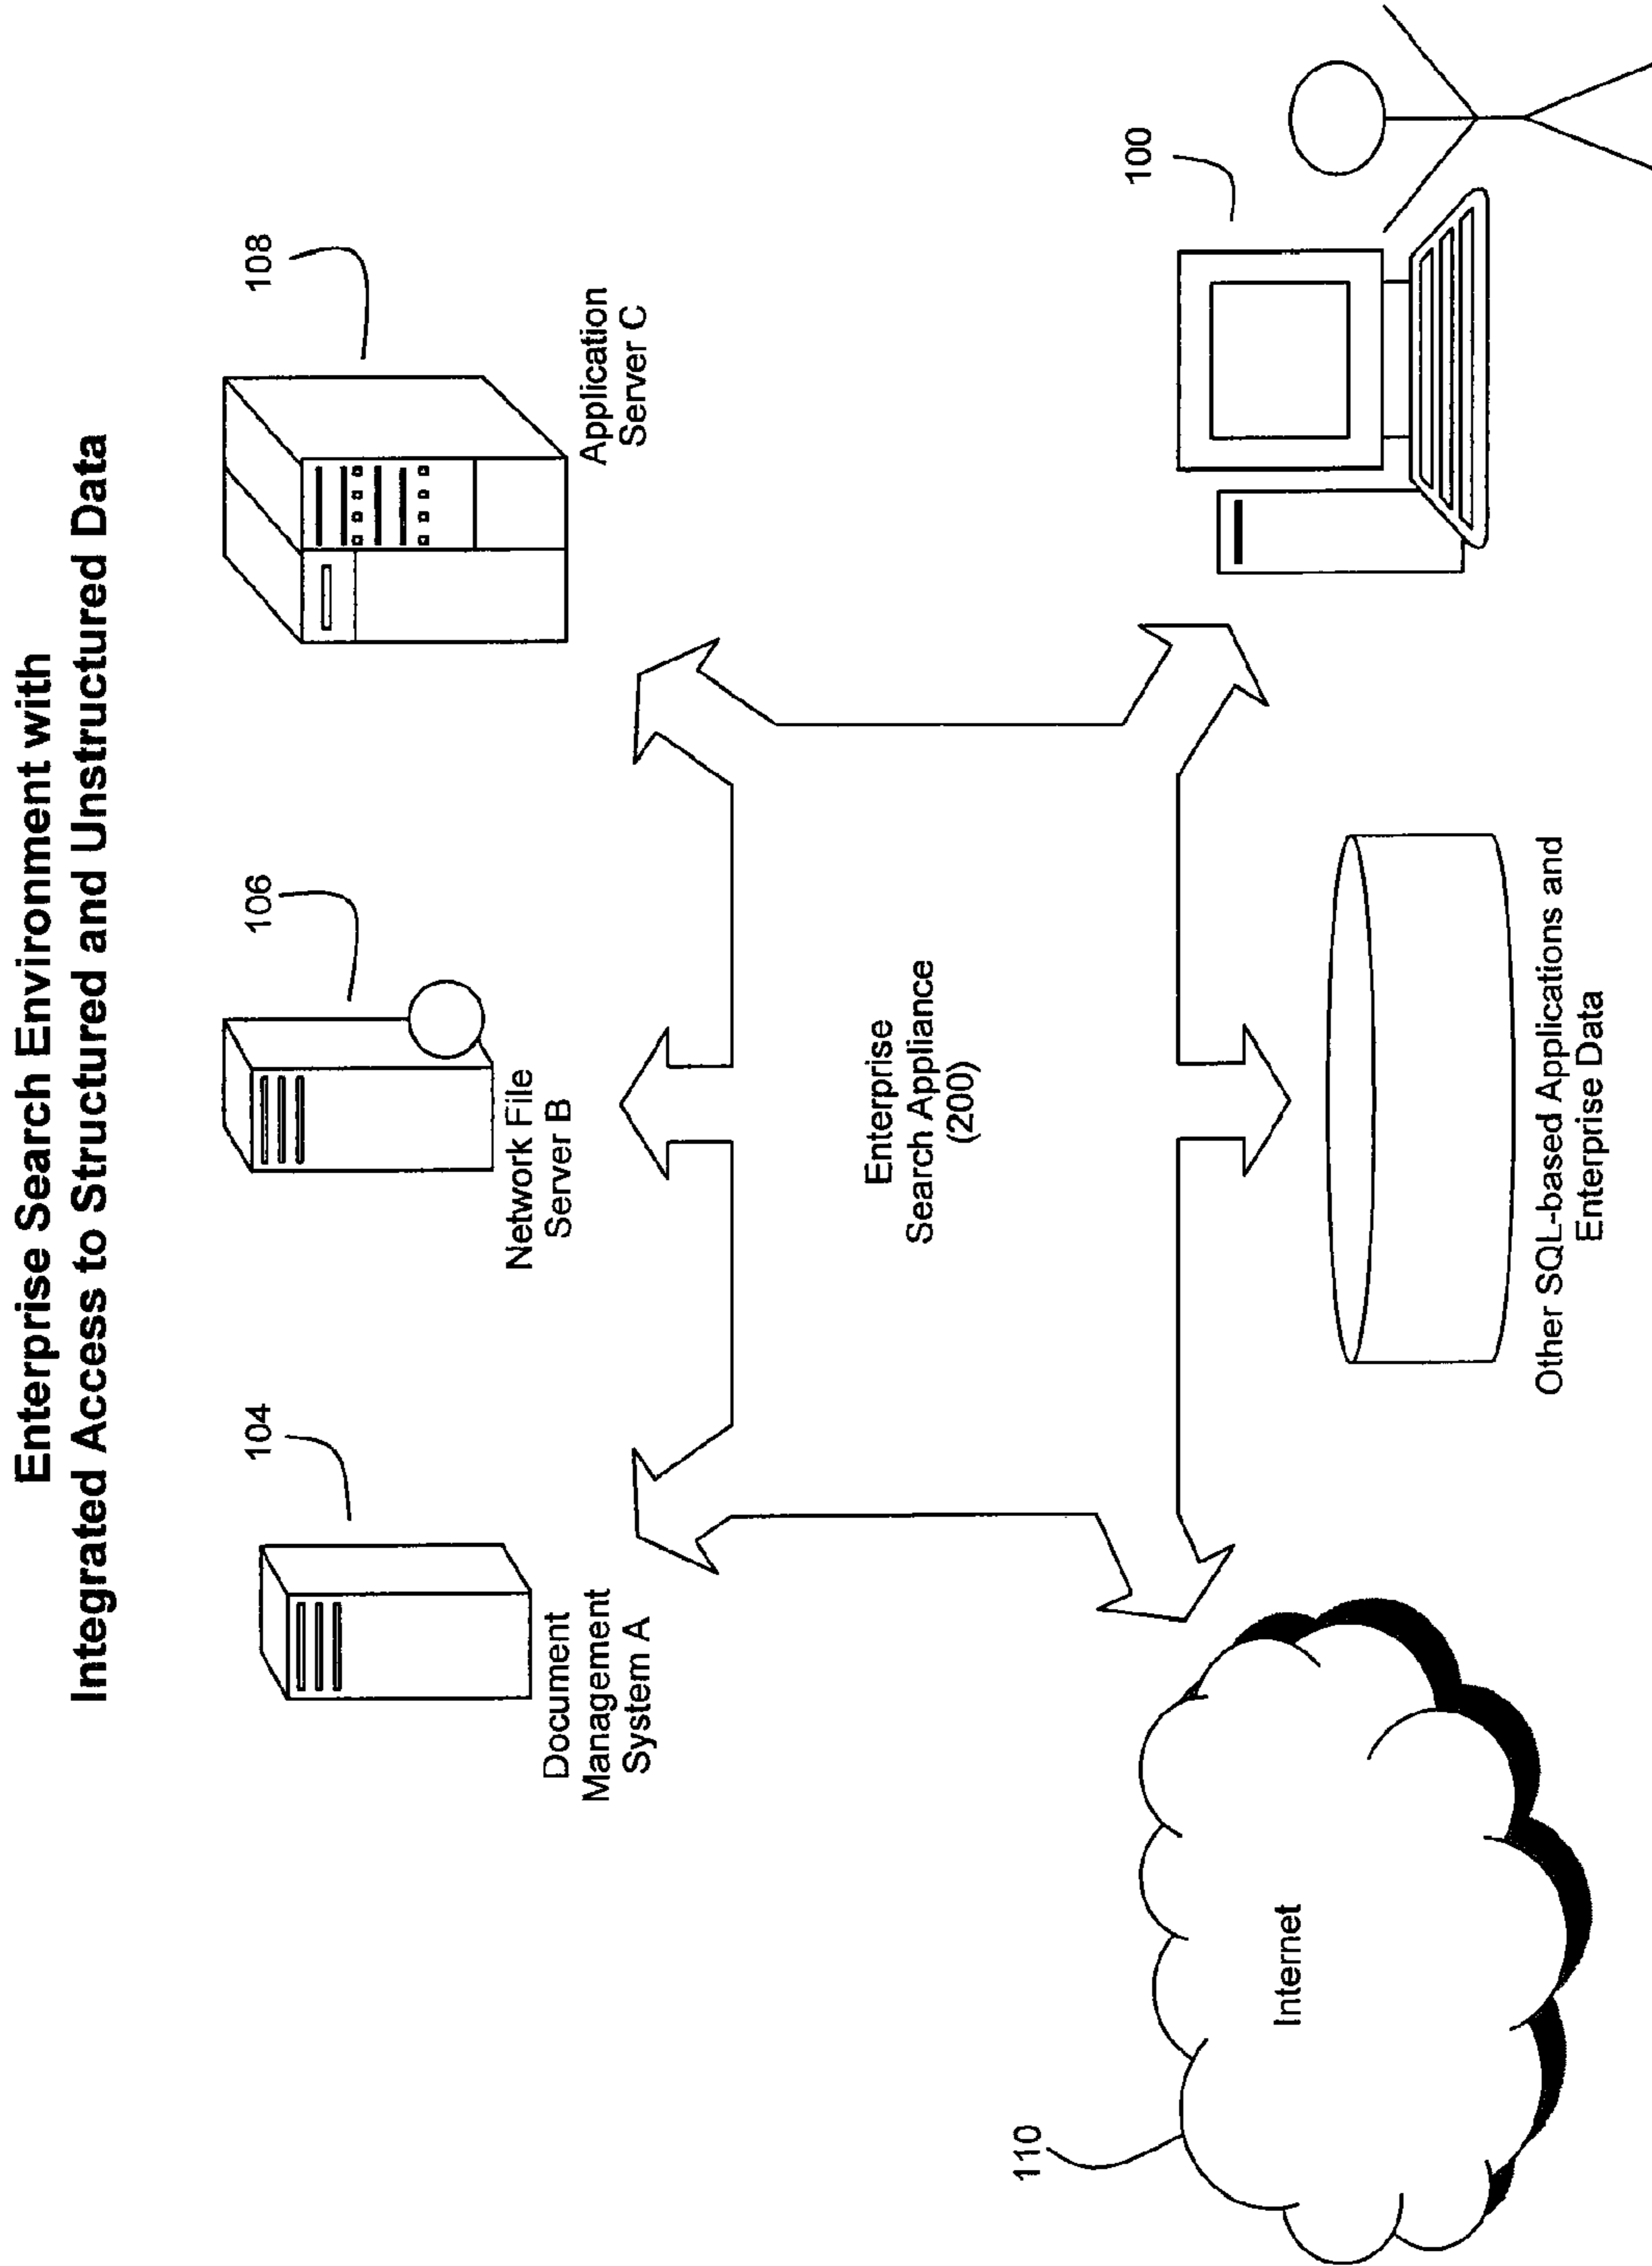 Enterprise Search Environment with
Integrated Access to Structured and Unstructured Data
104
106
108
Document
Management
System A
Network File
Server B
Application
Server C
Enterprise
Search Appliance
(200)
110
Internet
Other SQL-based Applications and
Enterprise Data
100